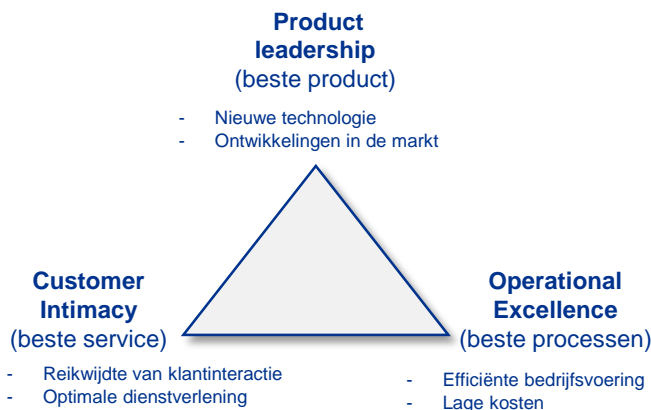 Product
leadership
(beste product)
- Nieuwe technologie
- Ontwikkelingen in de markt
Customer
Intimacy
(beste service)
- Reikwijdte van klantinteractie
- Optimale dienstverlening
Operational
Excellence
(beste processen)
- Efficiënte bedrijfsvoering
- Lage kosten